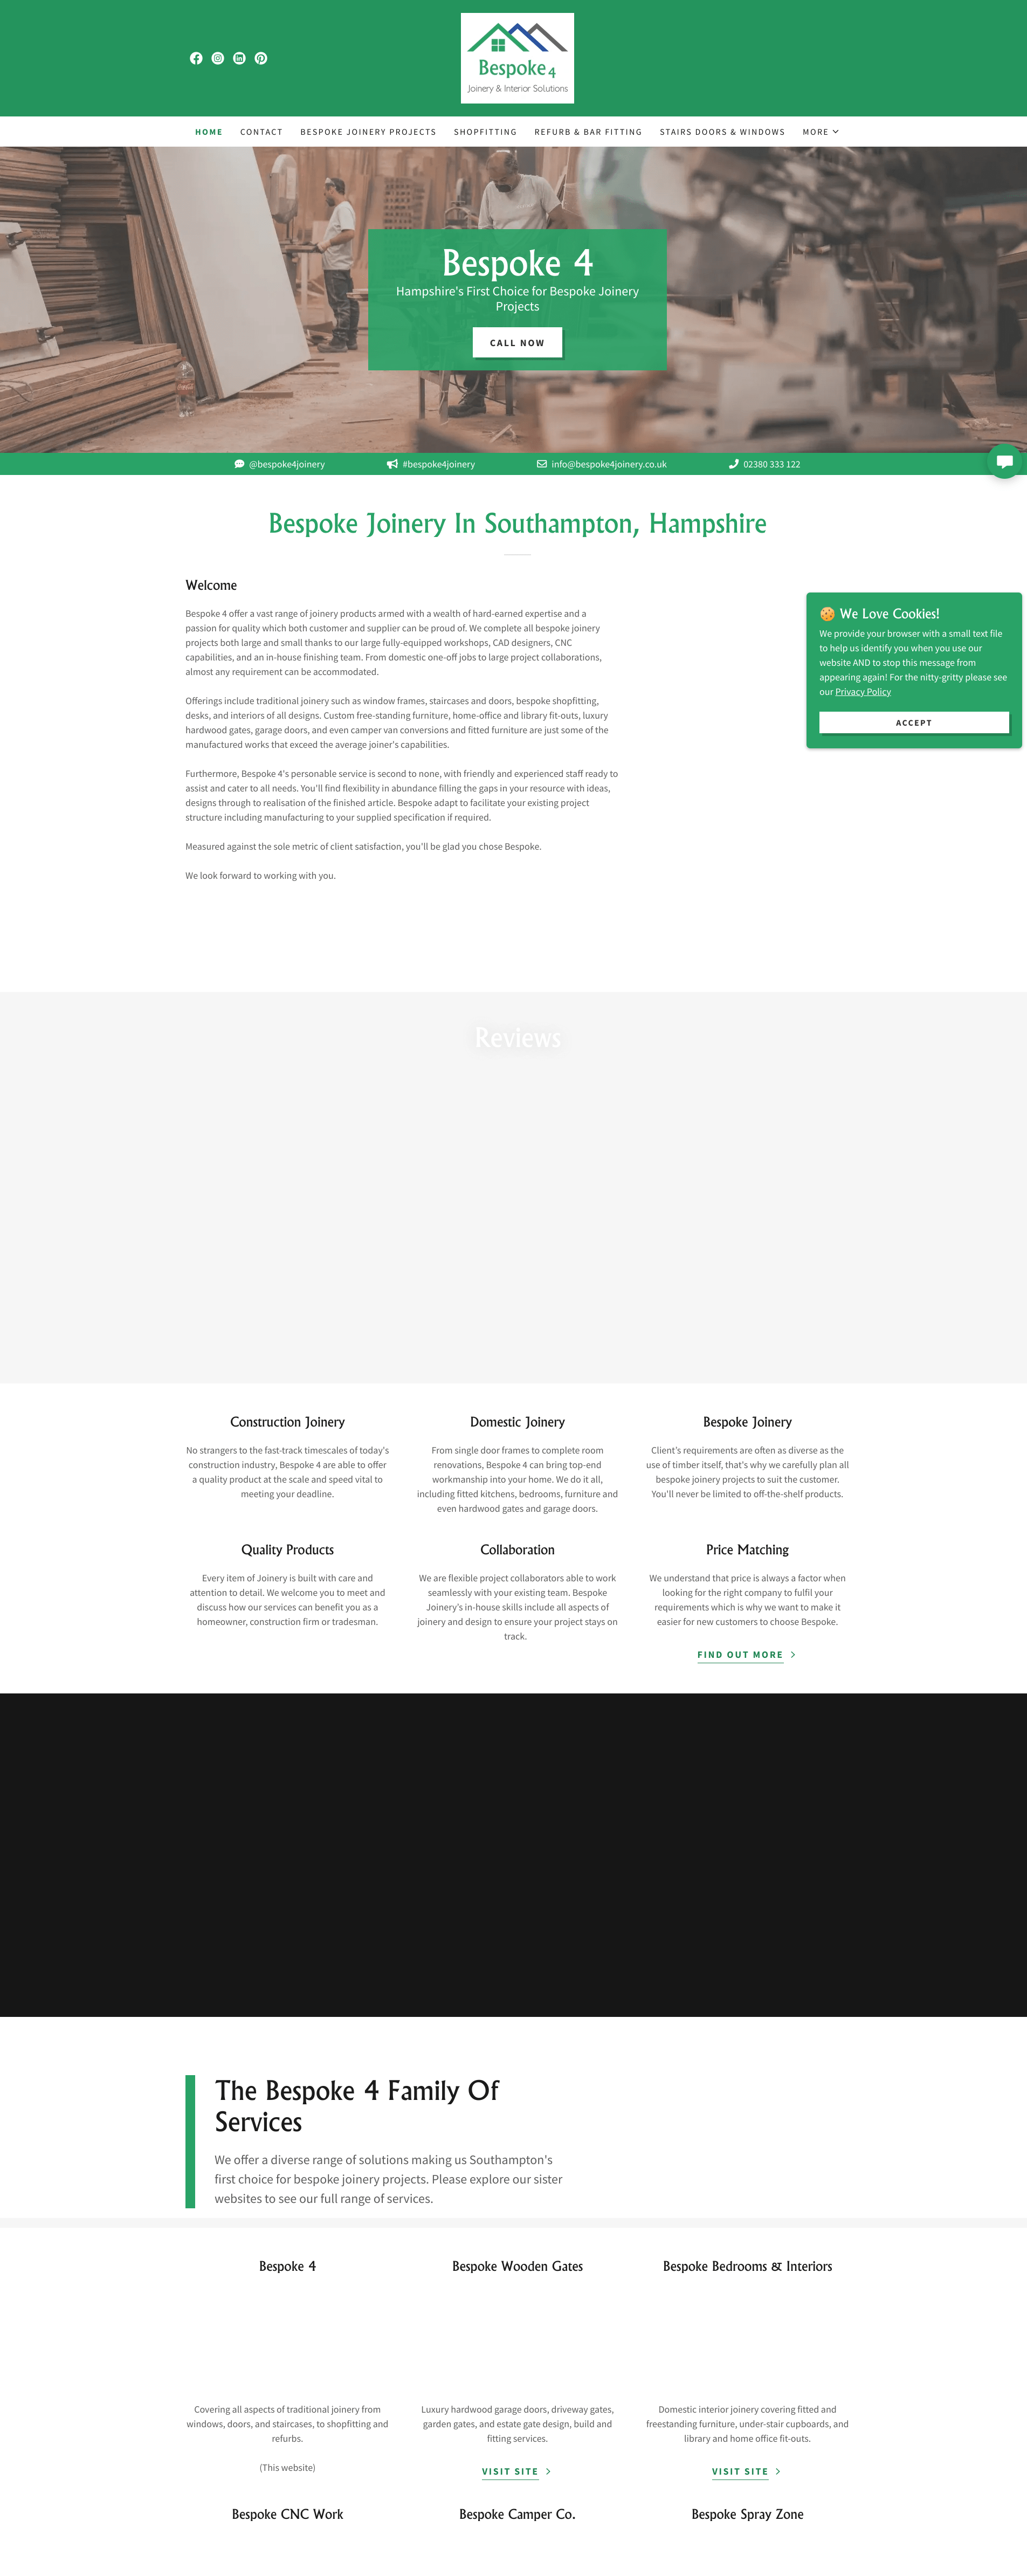 Bespoke 4
Joinery & Interior Solutions
HOME CONTACT BESPOKE JOINERY PROJECTS SHOPFITTING REFURB & BAR FITTING STAIRS DOORS & WINDOWS MORE
Bespoke 4
Hampshire's First Choice for Bespoke Joinery
Projects
CALL NOW
@bespoke4joinery #bespoke4joinery info@bespoke4joinery.co.uk 02380 333 122
Bespoke Joinery In Southampton, Hampshire
Welcome
Bespoke 4 offer a vast range of joinery products armed with a wealth of hard-earned expertise and a
passion for quality which both customer and supplier can be proud of. We complete all bespoke joinery
projects both large and small thanks to our large fully-equipped workshops, CAD designers, CNC
capabilities, and an in-house finishing team. From domestic one-off jobs to large project collaborations,
almost any requirement can be accommodated.
Offerings include traditional joinery such as window frames, staircases and doors, bespoke shopfitting,
desks, and interiors of all designs. Custom free-standing furniture, home-office and library fit-outs, luxury
hardwood gates, garage doors, and even camper van conversions and fitted furniture are just some of the
manufactured works that exceed the average joiner's capabilities.
Furthermore, Bespoke 4's personable service is second to none, with friendly and experienced staff ready to
assist and cater to all needs. You'll find flexibility in abundance filling the gaps in your resource with ideas,
designs through to realisation of the finished article. Bespoke adapt to facilitate your existing project
structure including manufacturing to your supplied specification if required.
Measured against the sole metric of client satisfaction, you'll be glad you chose Bespoke.
We look forward to working with you.
🍪 We Love Cookies!
We provide your browser with a small text file
to help us identify you when you use our
website AND to stop this message from
appearing again! For the nitty-gritty please see
our Privacy Policy
ACCEPT
Reviews
Construction Joinery
No strangers to the fast-track timescales of today's
construction industry, Bespoke 4 are able to offer
a quality product at the scale and speed vital to
meeting your deadline.
Domestic Joinery
From single door frames to complete room
renovations, Bespoke 4 can bring top-end
workmanship into your home. We do it all,
including fitted kitchens, bedrooms, furniture and
even hardwood gates and garage doors.
Bespoke Joinery
Client's requirements are often as diverse as the
use of timber itself, that's why we carefully plan all
bespoke joinery projects to suit the customer.
You'll never be limited to off-the-shelf products.
Quality Products
Every item of Joinery is built with care and
attention to detail. We welcome you to meet and
discuss how our services can benefit you as a
homeowner, construction firm or tradesman.
Collaboration
We are flexible project collaborators able to work
seamlessly with your existing team. Bespoke
Joinery's in-house skills include all aspects of
joinery and design to ensure your project stays on
track.
Price Matching
We understand that price is always a factor when
looking for the right company to fulfil your
requirements which is why we want to make it
easier for new customers to choose Bespoke.
FIND OUT MORE
The Bespoke 4 Family Of
Services
We offer a diverse range of solutions making us Southampton's
first choice for bespoke joinery projects. Please explore our sister
websites to see our full range of services.
Bespoke 4
Covering all aspects of traditional joinery from
windows, doors, and staircases, to shopfitting and
refurbs.
(This website)
Bespoke Wooden Gates
Luxury hardwood garage doors, driveway gates,
garden gates, and estate gate design, build and
fitting services.
VISIT SITE
Bespoke Bedrooms & Interiors
Domestic interior joinery covering fitted and
freestanding furniture, under-stair cupboards, and
library and home office fit-outs.
VISIT SITE
Bespoke CNC Work
Bespoke Camper Co.
Bespoke Spray Zone